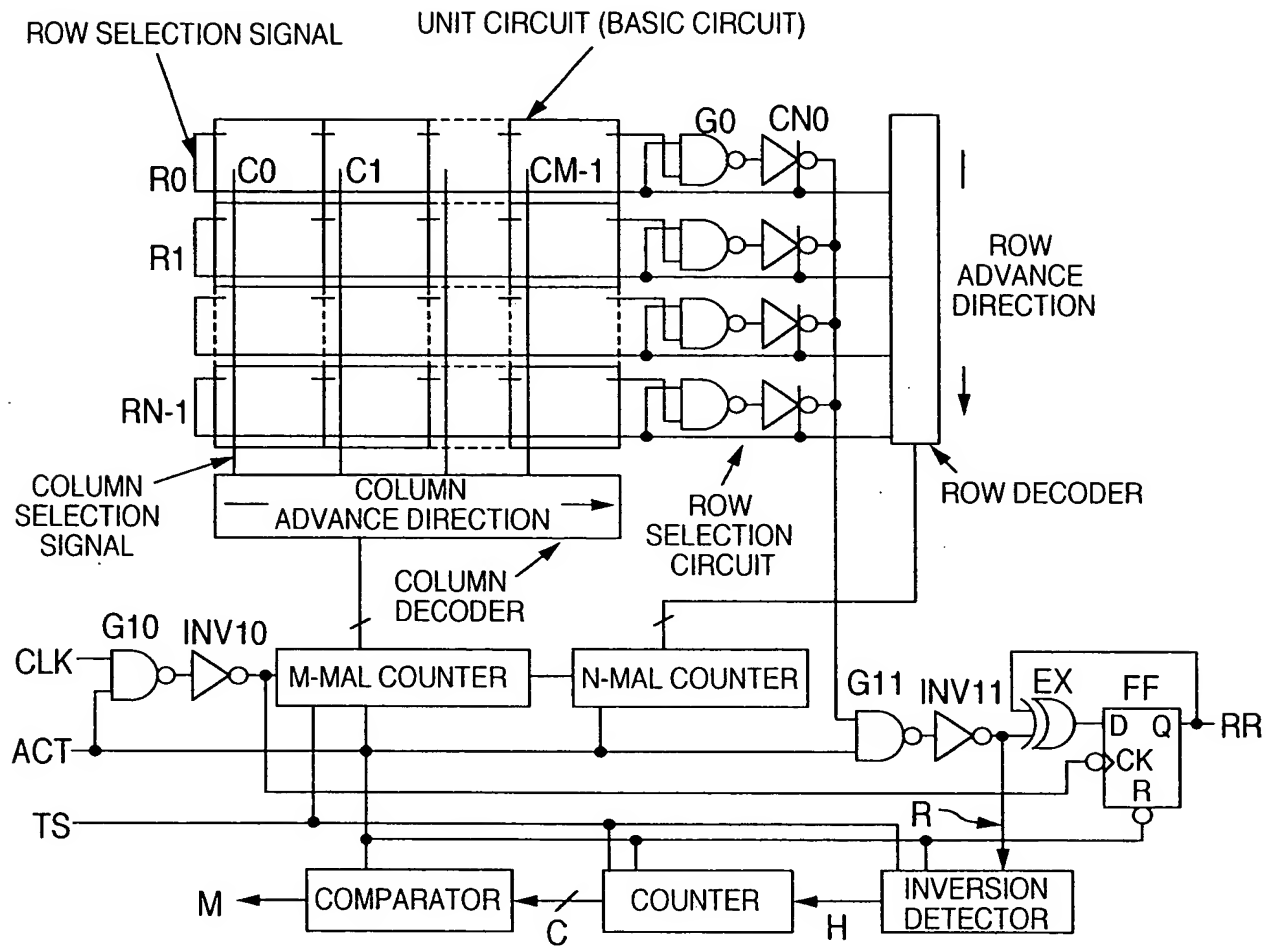 ROW SELECTION SIGNAL
UNIT CIRCUIT (BASIC CIRCUIT)
G0
CN0
R0
C0
C1
CM-1
R1
ROW
ADVANCE
DIRECTION
RN-1
COLUMN
SELECTION
SIGNAL
COLUMN
ADVANCE DIRECTION
ROW
SELECTION
CIRCUIT
ROW DECODER
COLUMN
DECODER
G10
INV10
CLK
M-MAL COUNTER
N-MAL COUNTER
G11
INV11
EX
FF
D
Q
RR
ACT
CK
R
TS
R
M
COMPARATOR
C
COUNTER
H
INVERSION
DETECTOR